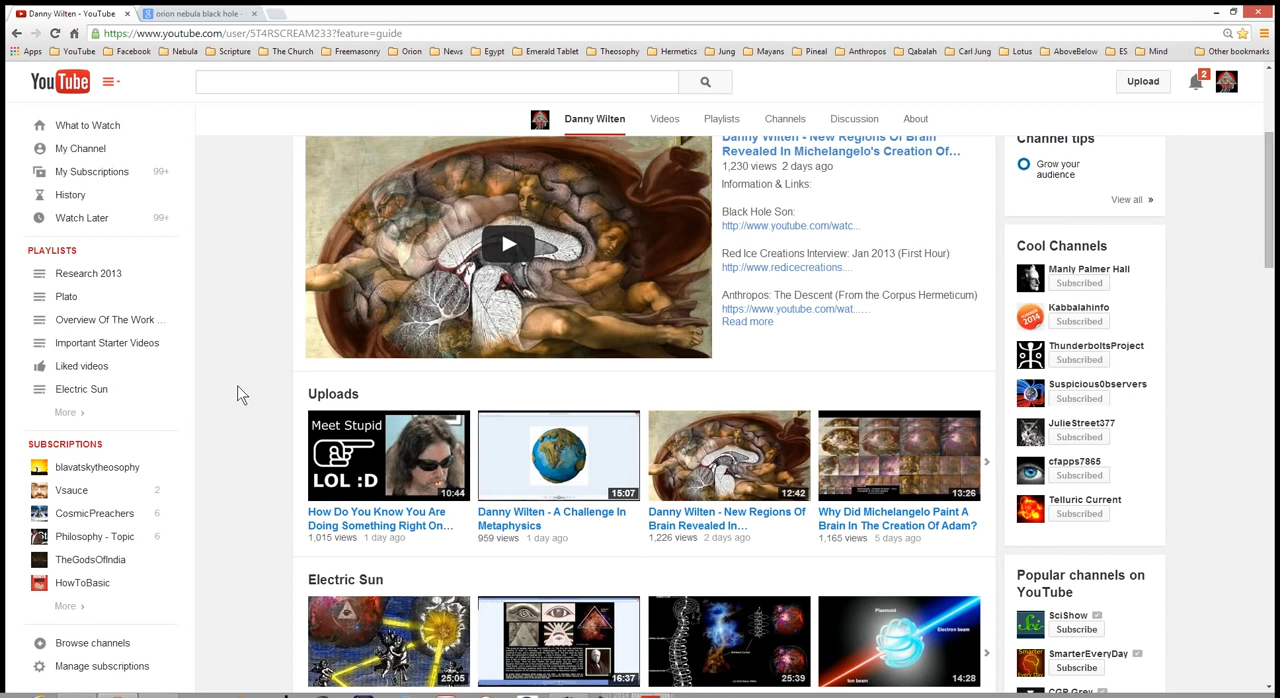 Danny Wilten - YouTube
orion nebula black hole -
https://www.youtube.com/user/5T4RSCREAM233?feature=guide
Apps YouTube Facebook Nebula Scripture The Church Freemasonry Orion News Egypt Emerald Tablet Theosophy Hermetics Jung Mayans Pineal Anthropos Qabalah Carl Jung Lotus AboveBelow ES Mind Other bookmarks
YouTube
Upload
2
Danny Wilten Videos Playlists Channels Discussion About
What to Watch
My Channel
My Subscriptions 99+
History
Watch Later 99+
PLAYLISTS
Research 2013
Plato
Overview Of The Work ...
Important Starter Videos
Liked videos
Electric Sun
More ›
SUBSCRIPTIONS
blavatskytheosophy
Vsauce 2
CosmicPreachers 6
Philosophy - Topic 6
TheGodsOfIndia
HowToBasic
More ›
Browse channels
Manage subscriptions
Danny Wilten - New Regions Of Brain
Revealed In Michelangelo's Creation Of...
1,230 views 2 days ago
Information & Links:
Black Hole Son:
http://www.youtube.com/watc...
Red Ice Creations Interview: Jan 2013 (First Hour)
http://www.redicecreations....
Anthropos: The Descent (From the Corpus Hermeticum)
https://www.youtube.com/wat......
Read more
Uploads
Meet Stupid
LOL :D
10:44
How Do You Know You Are
Doing Something Right On...
1,015 views 1 day ago
15:07
Danny Wilten - A Challenge In
Metaphysics
959 views 1 day ago
12:42
Danny Wilten - New Regions Of
Brain Revealed In...
1,226 views 2 days ago
13:26
Why Did Michelangelo Paint A
Brain In The Creation Of Adam?
1,165 views 5 days ago
Electric Sun
25:05
16:37
25:39
Plasmoid
Electron beam
Ion beam
14:28
Channel tips
Grow your
audience
View all »
Cool Channels
Manly Palmer Hall
Subscribed
Kabbalahinfo
Subscribed
ThunderboltsProject
Subscribed
Suspicious0bservers
Subscribed
JulieStreet377
Subscribed
cfapps7865
Subscribed
Telluric Current
Subscribed
Popular channels on
YouTube
SciShow
Subscribe
SmarterEveryDay
Subscribe
CGP Grey